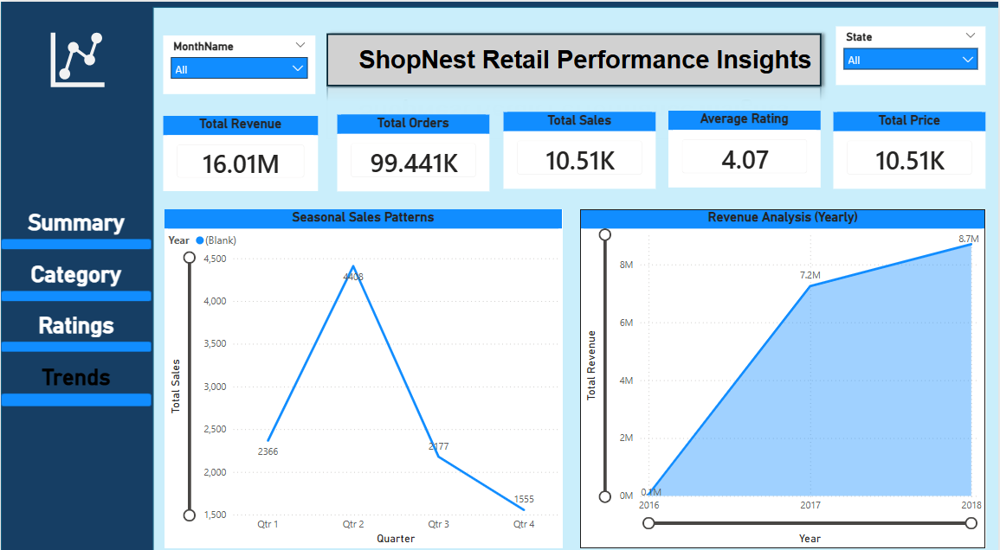 MonthName
All
ShopNest Retail Performance Insights
State
All
Total Revenue
16.01M
Total Orders
99.441K
Total Sales
10.51K
Average Rating
4.07
Total Price
10.51K
Summary
Category
Ratings
Trends
Seasonal Sales Patterns
Year (Blank)
Total Sales
4,500
4,000
3,500
3,000
2,500
2,000
1,500
2366
4408
2177
1555
Qtr 1 Qtr 2 Qtr 3 Qtr 4
Quarter
Revenue Analysis (Yearly)
Total Revenue
8M
6M
4M
2M
0M
0.1M
7.2M
8.7M
2016 2017 2018
Year